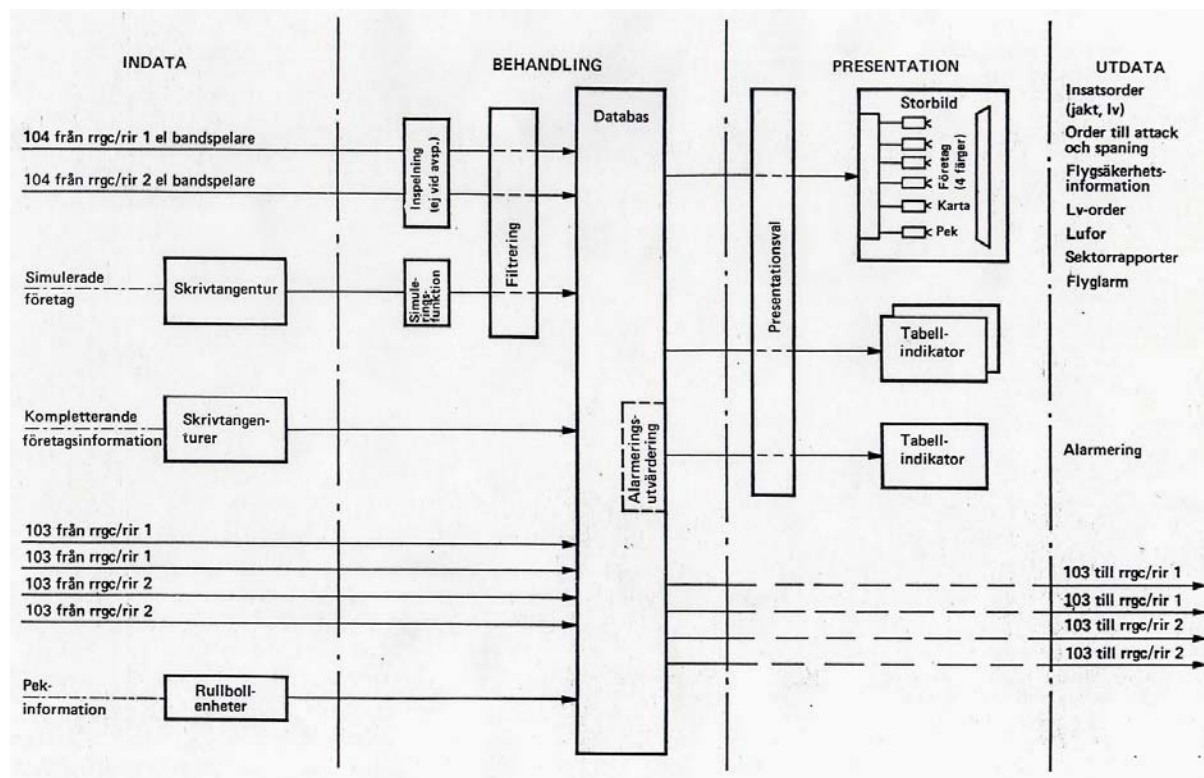 INDATA
BEHANDLING
PRESENTATION
UTDATA
104 från rrgc/rir 1 el bandspelare
104 från rrgc/rir 2 el bandspelare
Inspelning
(ej vid avsp.)
Filtrering
Databas
Presentationsval
Storbild
Företag
(4 färger)
Karta
Pek
Insatsorder
(jakt, lv)
Order till attack
och spaning
Flygsäkerhets-
information
Lv-order
Lufor
Sektorrapporter
Flyglarm
Simulerade
företag
Skrivtangentur
Simule-
rings-
funktion
Tabell-
indikator
Kompletterande
företagsinformation
Skrivtangen-
turer
Alarmerings-
utvärdering
Tabell-
indikator
Alarmering
103 från rrgc/rir 1
103 från rrgc/rir 1
103 från rrgc/rir 2
103 från rrgc/rir 2
103 till rrgc/rir 1
103 till rrgc/rir 1
103 till rrgc/rir 2
103 till rrgc/rir 2
Pek-
information
Rullboll-
enheter